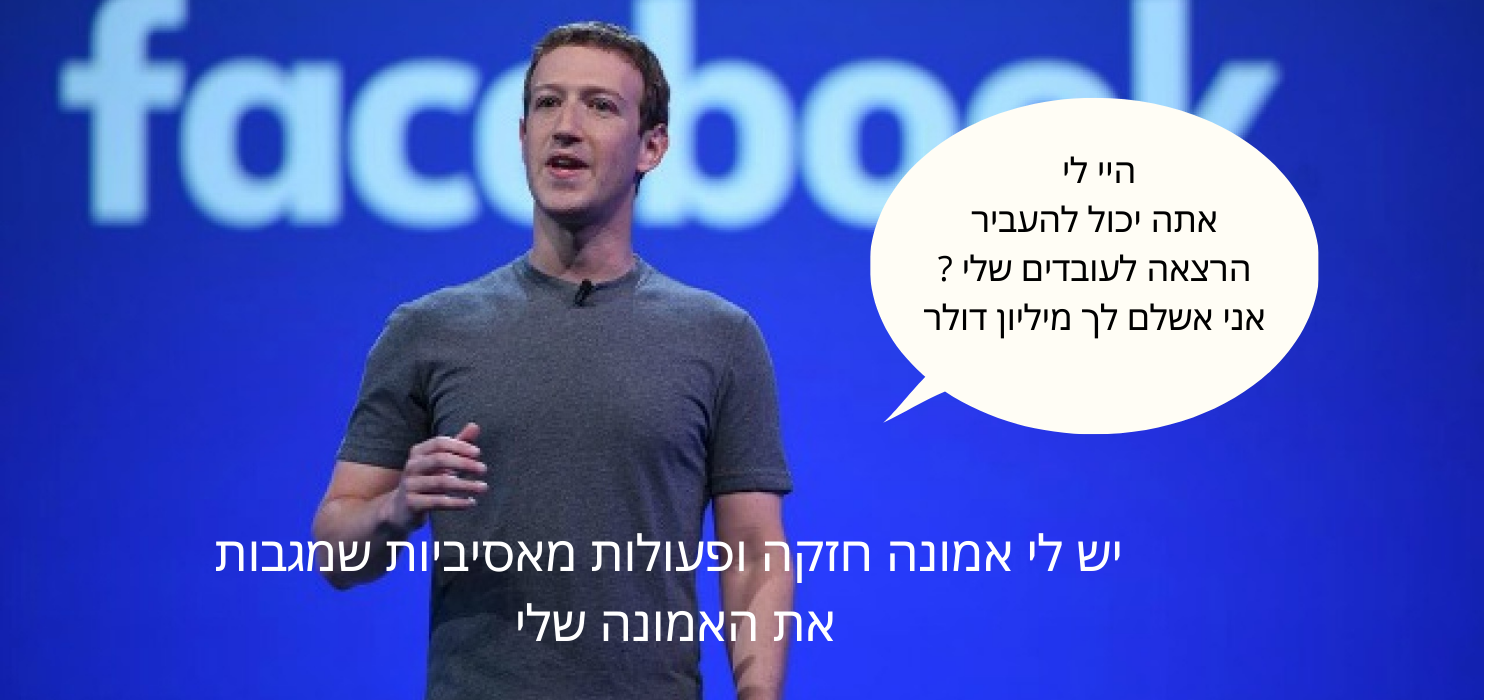 facebook
היי לי
אתה יכול להעביר
הרצאה לעובדים שלי ?
אני אשלם לך מיליון דולר
יש לי אמונה חזקה ופעולות מאסיביות שמגבות
את האמונה שלי